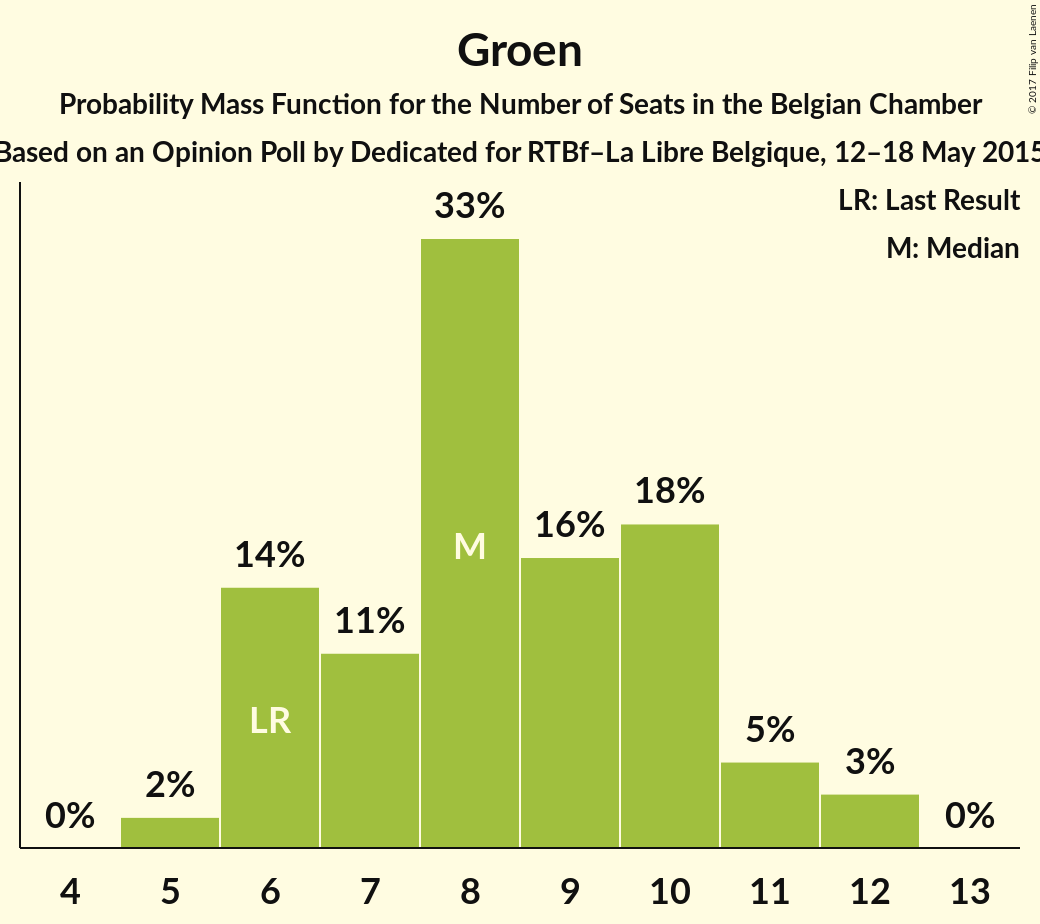 Groen
Probability Mass Function for the Number of Seats in the Belgian Chamber
Based on an Opinion Poll by Dedicated for RTBf–La Libre Belgique, 12–18 May 2015
© 2017 Filip van Laenen
LR: Last Result
M: Median
33%
18%
16%
14%
11%
5%
3%
2%
0%
0%
M
LR
4 5 6 7 8 9 10 11 12 13